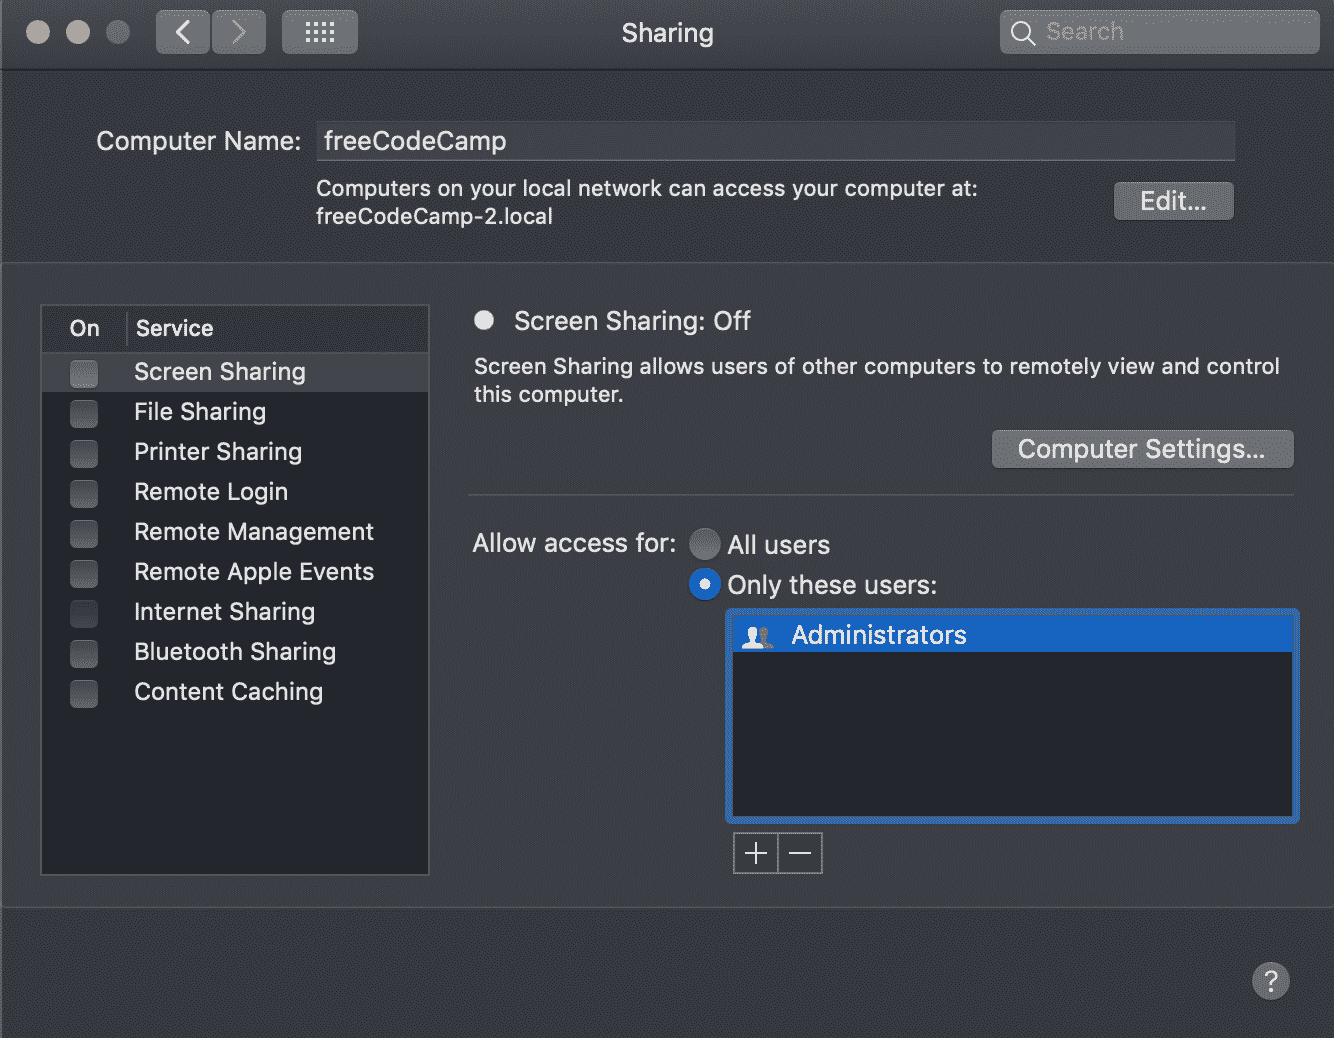 Sharing
Search
Computer Name: freeCodeCamp
Computers on your local network can access your computer at:
freeCodeCamp-2.local
Edit...
On Service
Screen Sharing
File Sharing
Printer Sharing
Remote Login
Remote Management
Remote Apple Events
Internet Sharing
Bluetooth Sharing
Content Caching
Screen Sharing: Off
Screen Sharing allows users of other computers to remotely view and control
this computer.
Computer Settings...
Allow access for: All users
Only these users:
Administrators
?